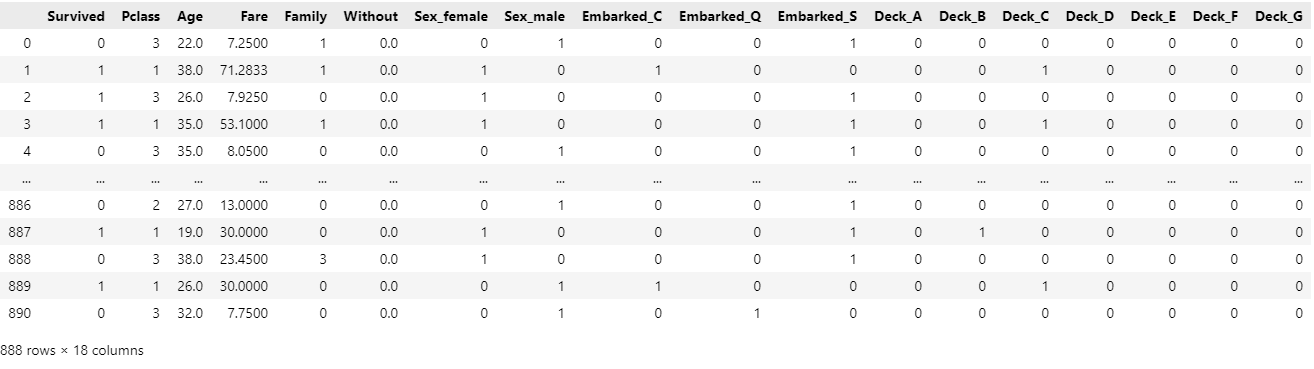 Survived Pclass Age Fare Family Without Sex_female Sex_male Embarked_C Embarked_Q Embarked_S Deck_A Deck_B Deck_C Deck_D Deck_E Deck_F Deck_G
0 0 3 22.0 7.2500 1 0.0 0 1 0 0 1 0 0 0 0 0 0 0
1 1 1 38.0 71.2833 1 0.0 1 0 1 0 0 0 0 1 0 0 0 0
2 1 3 26.0 7.9250 0 0.0 1 0 0 0 1 0 0 0 0 0 0 0
3 1 1 35.0 53.1000 1 0.0 1 0 0 0 1 0 0 1 0 0 0 0
4 0 3 35.0 8.0500 0 0.0 0 1 0 0 1 0 0 0 0 0 0 0
... ... ... ... ... ... ... ... ... ... ... ... ... ... ... ... ... ... ...
886 0 2 27.0 13.0000 0 0.0 0 1 0 0 1 0 0 0 0 0 0 0
887 1 1 19.0 30.0000 0 0.0 1 0 0 0 1 0 1 0 0 0 0 0
888 0 3 38.0 23.4500 3 0.0 1 0 0 0 1 0 0 0 0 0 0 0
889 1 1 26.0 30.0000 0 0.0 0 1 1 0 0 0 0 1 0 0 0 0
890 0 3 32.0 7.7500 0 0.0 0 1 0 1 0 0 0 0 0 0 0 0
888 rows × 18 columns